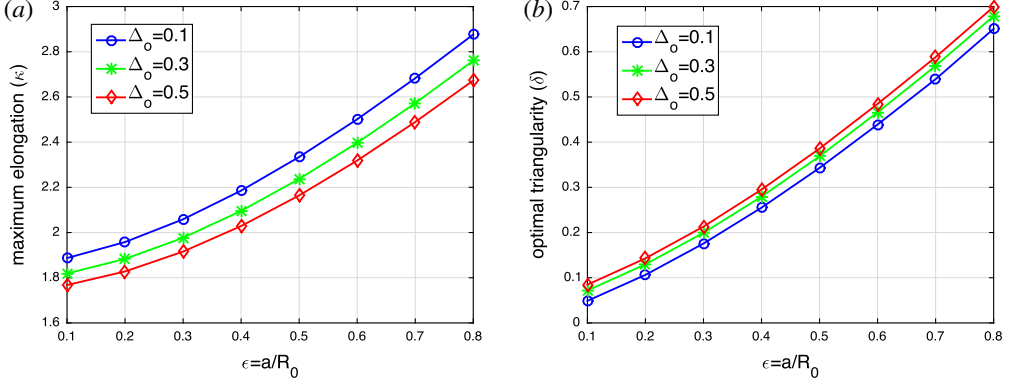 (a)
3
2.8
2.6
2.4
2.2
2
1.8
1.6
maximum elongation (κ)
Δo=0.1
Δo=0.3
Δo=0.5
0.1 0.2 0.3 0.4 0.5 0.6 0.7 0.8
ϵ=a/R0
(b)
0.7
0.6
0.5
0.4
0.3
0.2
0.1
0
optimal triangularity (δ)
Δo=0.1
Δo=0.3
Δo=0.5
0.1 0.2 0.3 0.4 0.5 0.6 0.7 0.8
ϵ=a/R0